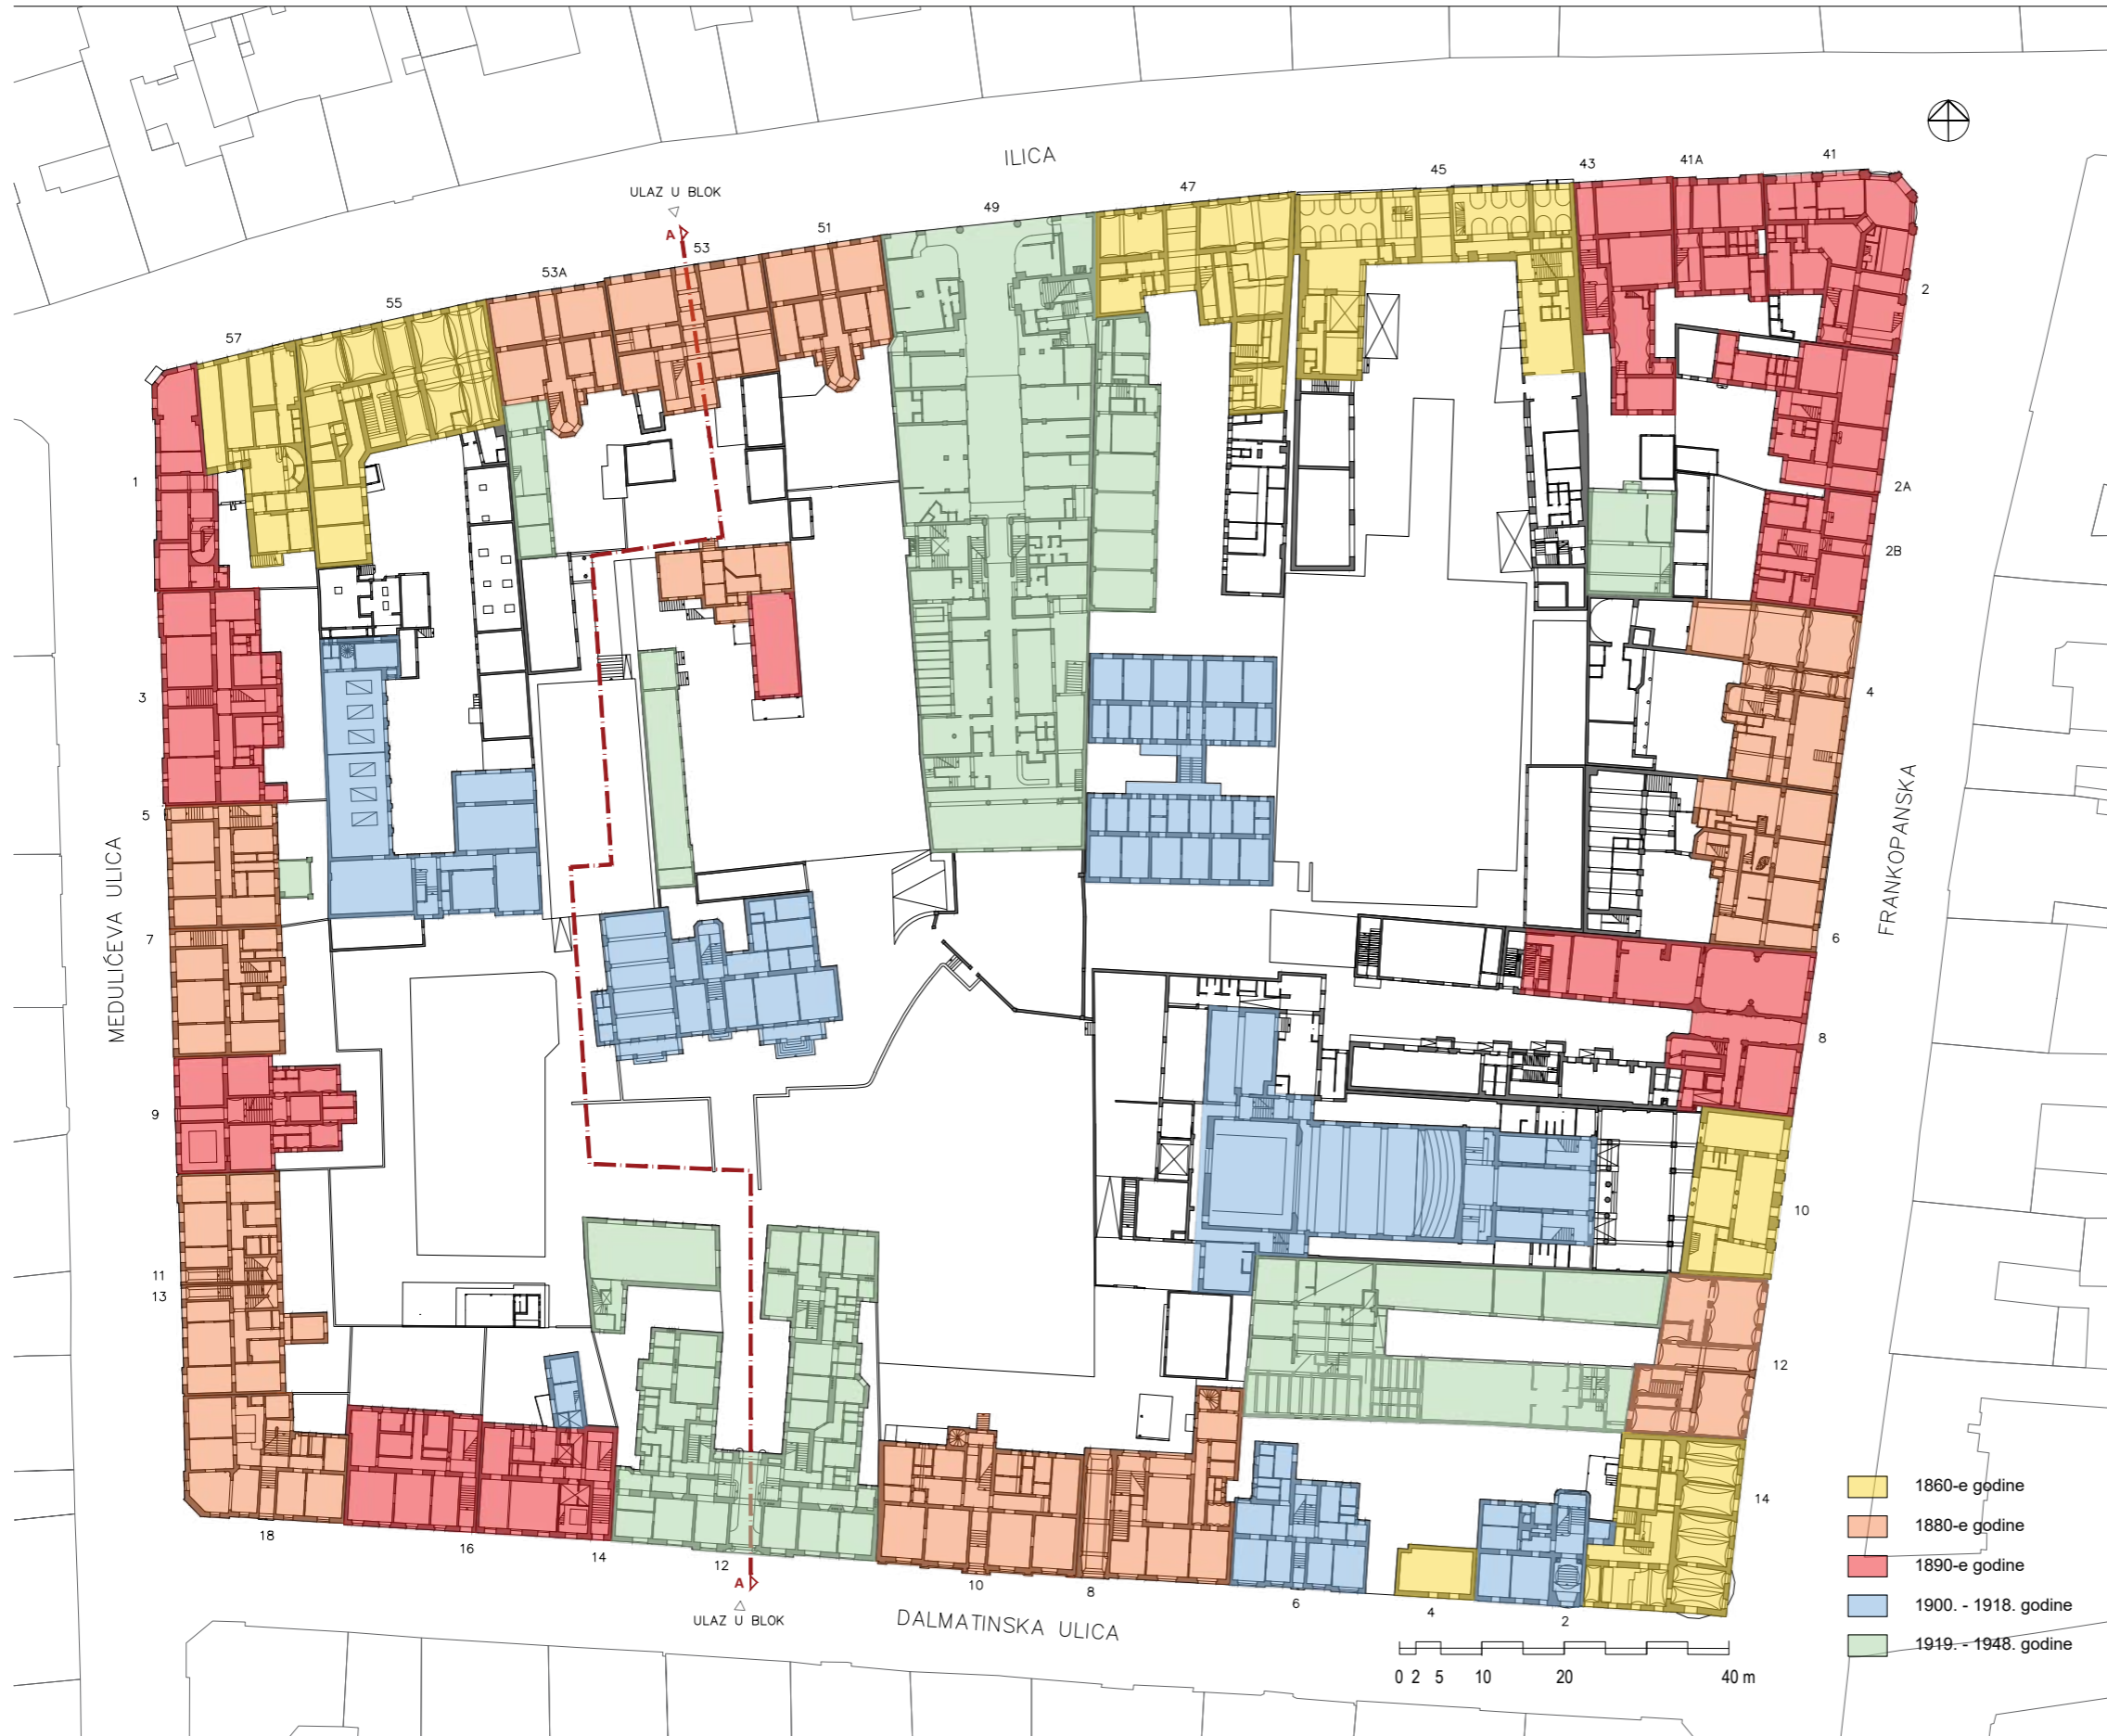 ILICA
ULAZ U BLOK
A
57
55
53A
53
51
49
47
45
43
41A
41
2
2A
2B
4
6
8
10
12
14
FRANKOPANSKA
1
3
5
7
9
11
13
MEDULIĆEVA ULICA
18
16
14
12
10
8
6
4
2
A
ULAZ U BLOK
DALMATINSKA ULICA
1860-e godine
1880-e godine
1890-e godine
1900. - 1918. godine
1919. - 1948. godine
0 2 5 10 20 40 m